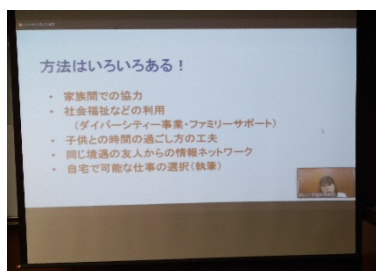 方法はいろいろある！
・ 家族間での協力
・ 社会福祉などの利用
（ダイバーシティー事業・ファミリーサポート）
・ 子供との時間の過ごし方の工夫
・ 同じ境遇の友人からの情報ネットワーク
・ 自宅で可能な仕事の選択（執筆）